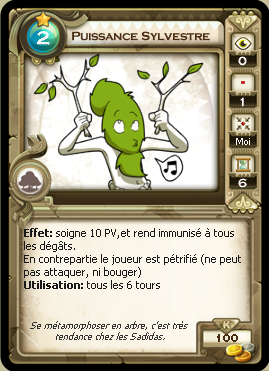 2
Puissance Sylvestre
0
1
Moi
6
Effet: soigne 10 PV,et rend immunisé à tous
les dégâts.
En contrepartie le joueur est pétrifié (ne peut
pas attaquer, ni bouger)
Utilisation: tous les 6 tours
Se métamorphoser en arbre, c'est très
tendance chez les Sadidas.
K
100